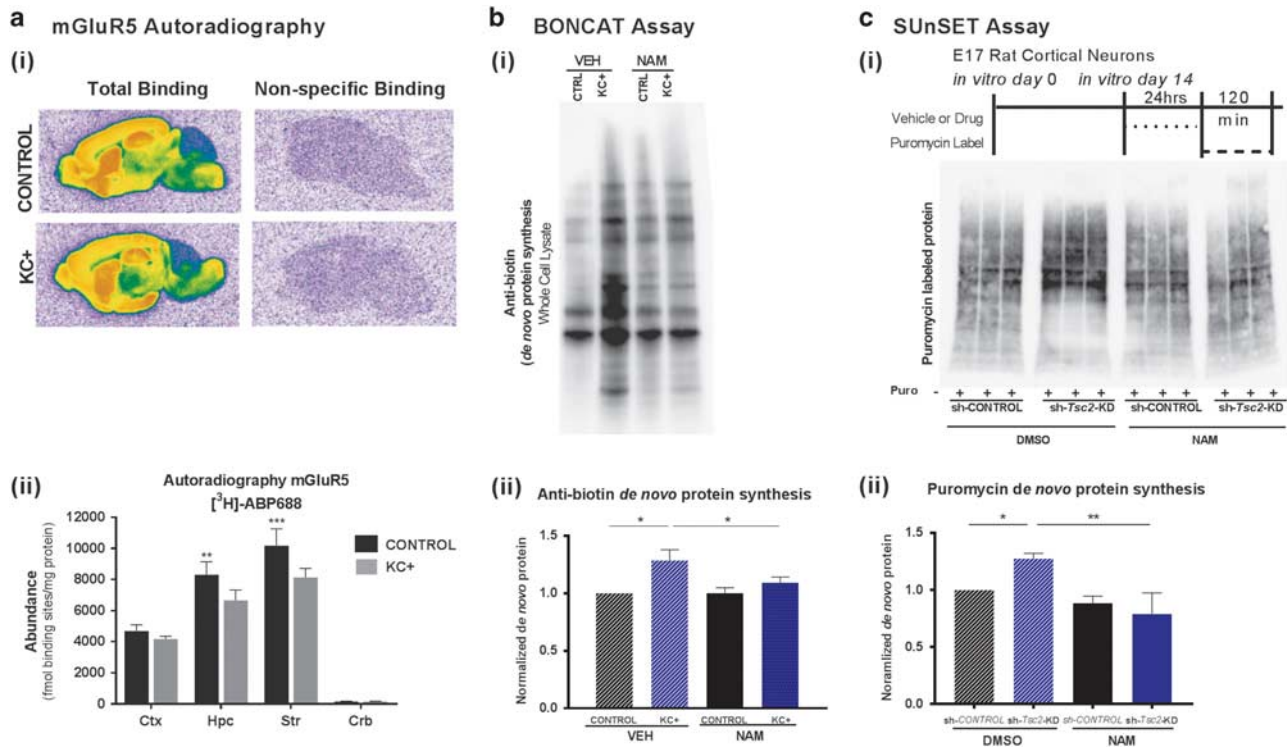 a mGluR5 Autoradiography
(i)
Total Binding Non-specific Binding
CONTROL
KC+
(ii)
Autoradiography mGluR5
[³H]-ABP688
Abundance
(fmol binding sites/mg protein)
12000
10000
8000
6000
4000
2000
0
** ***
CONTROL
KC+
Ctx Hpc Str Crb
b BONCAT Assay
(i)
VEH NAM
CTRL KC+ CTRL KC+
Anti-biotin
(de novo protein synthesis)
Whole Cell Lysate
(ii)
Anti-biotin de novo protein synthesis
* *
Normalized de novo protein
1.5
1.0
0.5
0.0
CONTROL KC+ CONTROL KC+
VEH NAM
c SUnSET Assay
(i)
E17 Rat Cortical Neurons
in vitro day 0 in vitro day 14
24hrs 120
min
Vehicle or Drug
Puromycin Label
Puromycin labeled protein
Puro - + + + + + + + + + + + +
sh-CONTROL sh-Tsc2-KD sh-CONTROL sh-Tsc2-KD
DMSO NAM
(ii)
Puromycin de novo protein synthesis
* **
Noramlized de novo protein
1.5
1.0
1.5
0.0
sh-CONTROL sh-Tsc2-KD sh-CONTROL sh-Tsc2-KD
DMSO NAM